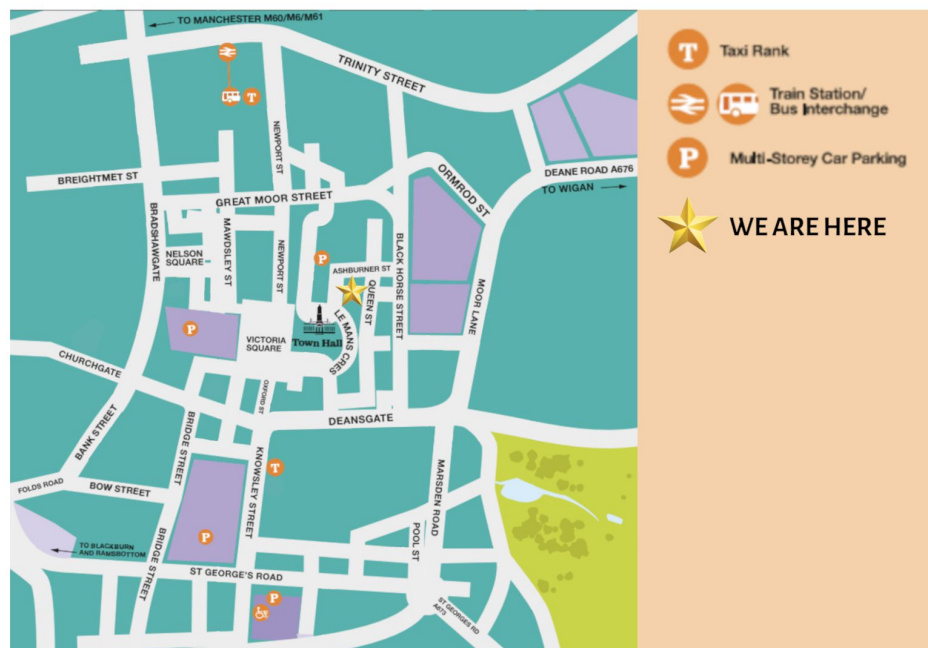 TO MANCHESTER M60/M6/M61
TRINITY STREET
T
NEWPORT ST
BREIGHTMET ST
GREAT MOOR STREET
ORMROD ST
DEANE ROAD A676
TO WIGAN
BRADSHAWGATE
MAWDSLEY ST
NEWPORT ST
NELSON
SQUARE
P
ASHBURNER ST
QUEEN ST
BLACK HORSE STREET
MOOR LANE
P
VICTORIA
SQUARE
Town Hall
LE MANS CRES
CHURCHGATE
OXFORD ST
DEANSGATE
BANK STREET
BRIDGE STREET
KNOWSLEY STREET
T
MARSDEN ROAD
FOLDS ROAD
BOW STREET
P
POOL ST
TO BLACKBURN
AND RAMSBOTTOM
BRIDGE STREET
ST GEORGE'S ROAD
P
ST GEORGES RD
A673
T Taxi Rank
Train Station/
Bus Interchange
P Multi-Storey Car Parking
WE ARE HERE